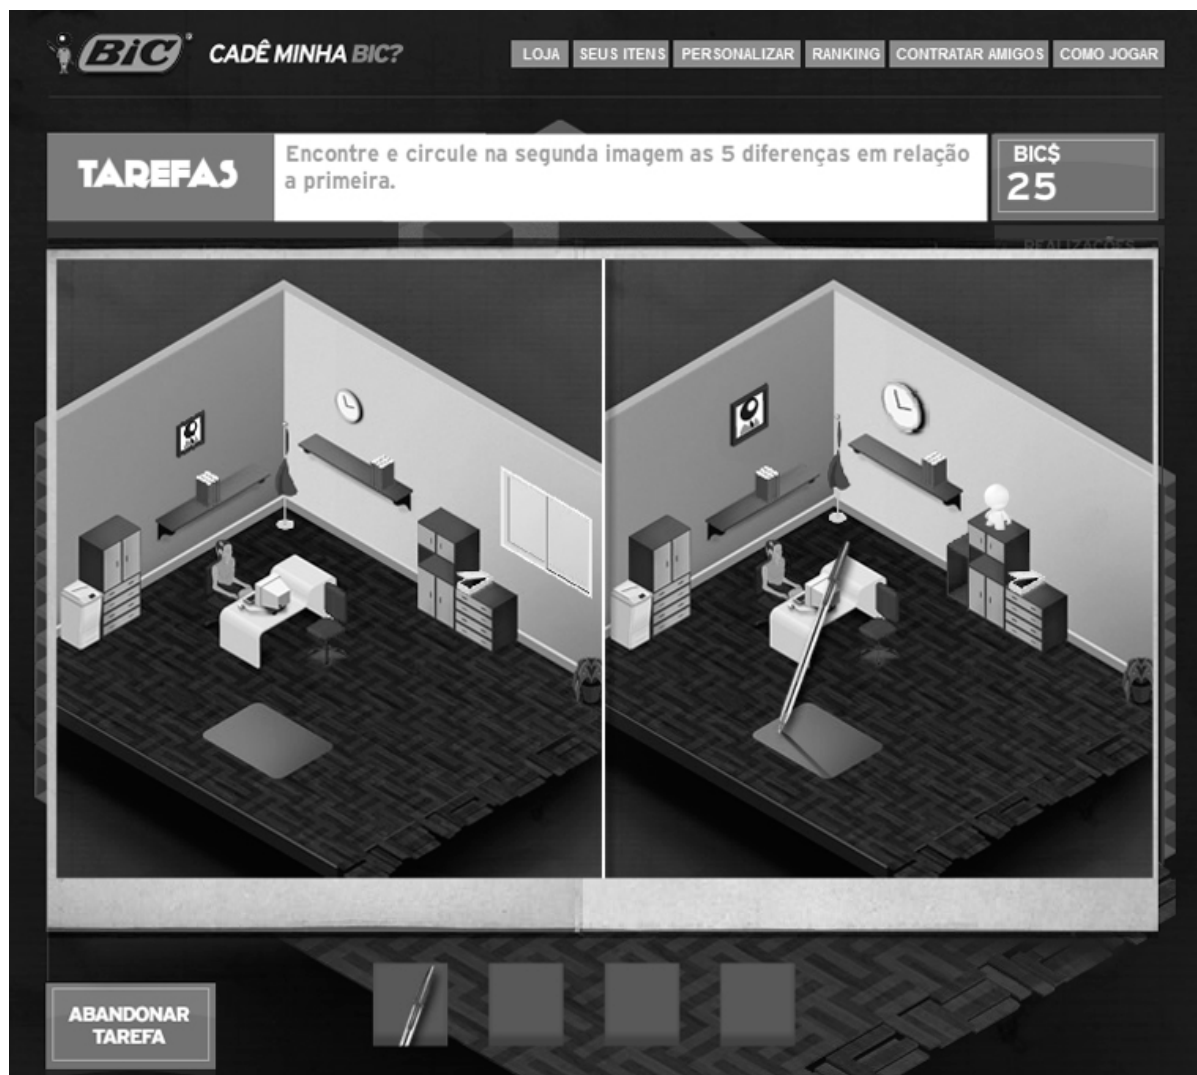 BiC®
CADÊ MINHA BIC?
LOJA
SEUS ITENS
PERSONALIZAR
RANKING
CONTRATAR AMIGOS
COMO JOGAR
TAREFAS
Encontre e circule na segunda imagem as 5 diferenças em relação
a primeira.
BIC$
25
REALIZAÇÕES
ABANDONAR
TAREFA